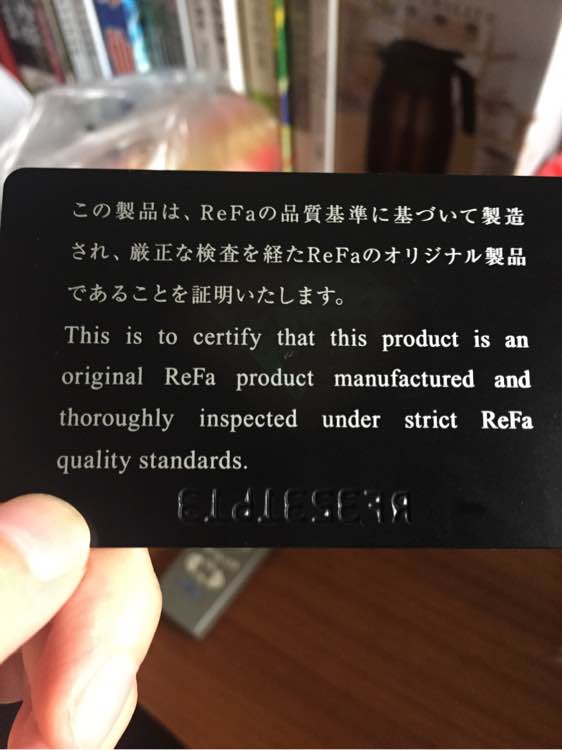 この製品は、ReFaの品質基準に基づいて製造
され、厳正な検査を経たReFaのオリジナル製品
であることを証明いたします。
This is to certify that this product is an
original ReFa product manufactured and
thoroughly inspected under strict ReFa
quality standards.